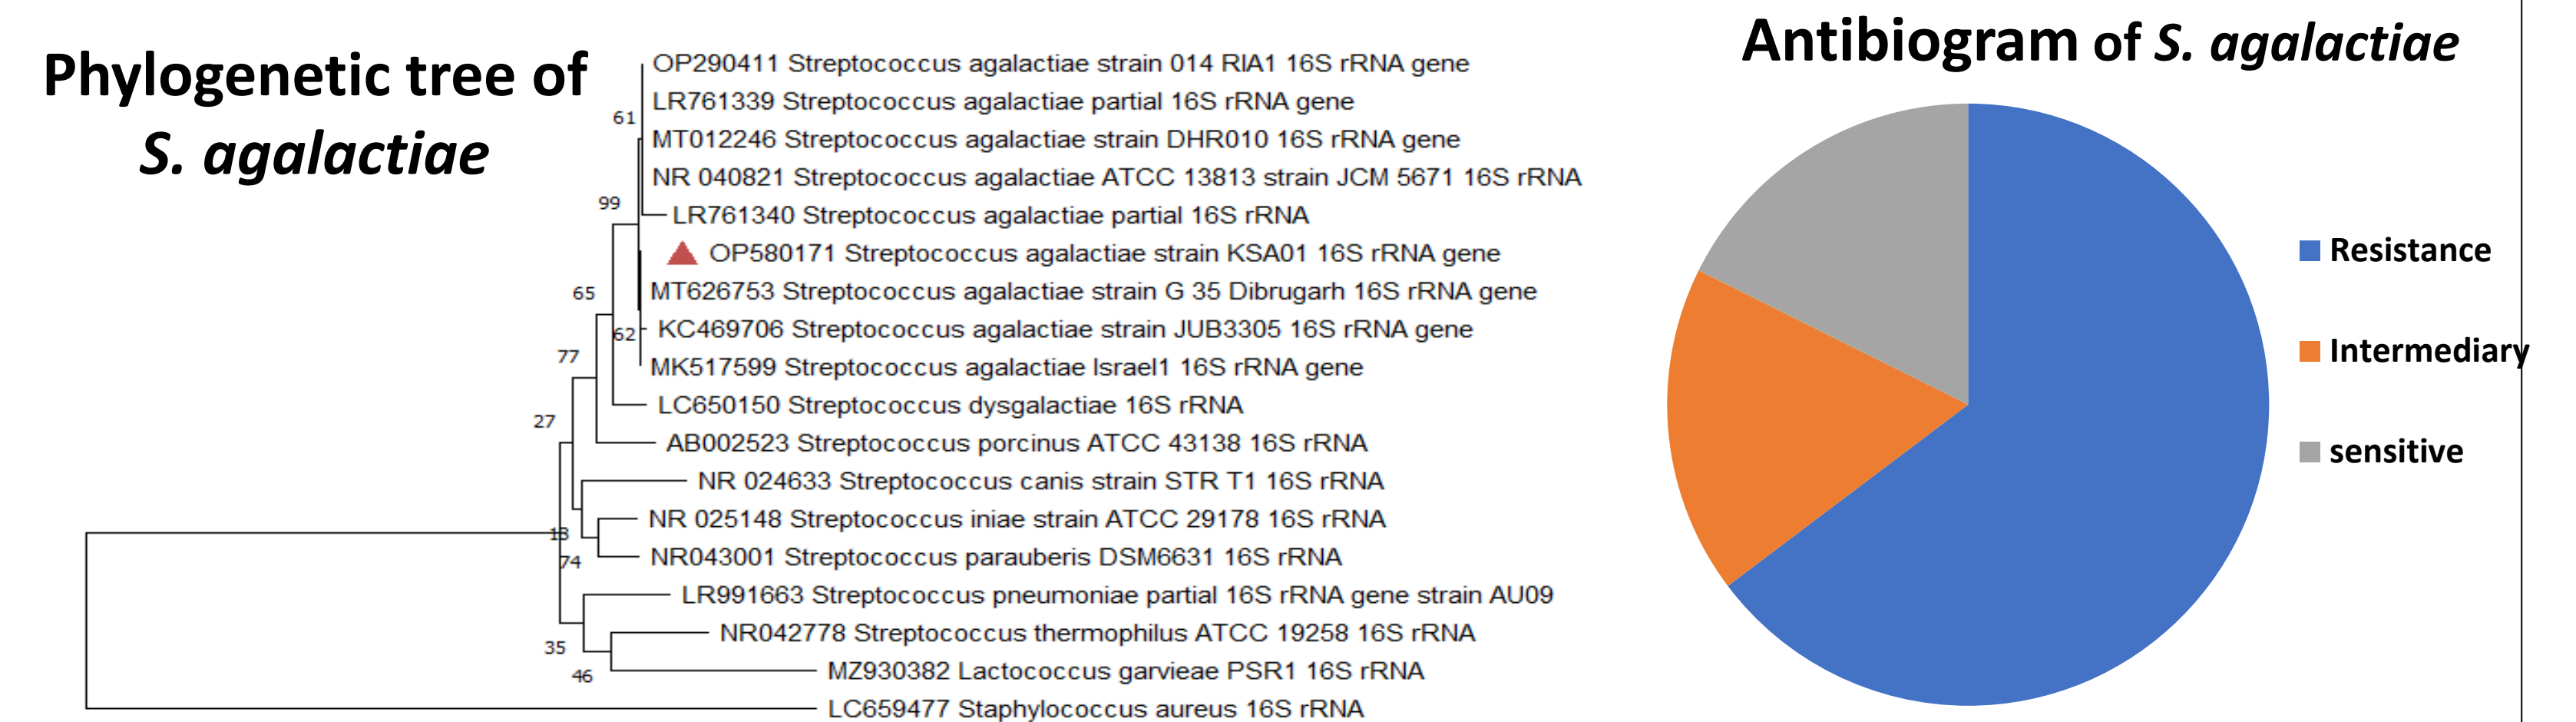 Phylogenetic tree of
S. agalactiae
OP290411 Streptococcus agalactiae strain 014 RIA1 16S rRNA gene
LR761339 Streptococcus agalactiae partial 16S rRNA gene
61
MT012246 Streptococcus agalactiae strain DHR010 16S rRNA gene
NR 040821 Streptococcus agalactiae ATCC 13813 strain JCM 5671 16S rRNA
99
LR761340 Streptococcus agalactiae partial 16S rRNA
OP580171 Streptococcus agalactiae strain KSA01 16S rRNA gene
65
MT626753 Streptococcus agalactiae strain G 35 Dibrugarh 16S rRNA gene
62
KC469706 Streptococcus agalactiae strain JUB3305 16S rRNA gene
77
MK517599 Streptococcus agalactiae Israel1 16S rRNA gene
LC650150 Streptococcus dysgalactiae 16S rRNA
27
AB002523 Streptococcus porcinus ATCC 43138 16S rRNA
NR 024633 Streptococcus canis strain STR T1 16S rRNA
NR 025148 Streptococcus iniae strain ATCC 29178 16S rRNA
NR043001 Streptococcus parauberis DSM6631 16S rRNA
74
LR991663 Streptococcus pneumoniae partial 16S rRNA gene strain AU09
NR042778 Streptococcus thermophilus ATCC 19258 16S rRNA
35
MZ930382 Lactococcus garvieae PSR1 16S rRNA
46
LC659477 Staphylococcus aureus 16S rRNA
Antibiogram of S. agalactiae
Resistance
Intermediary
sensitive